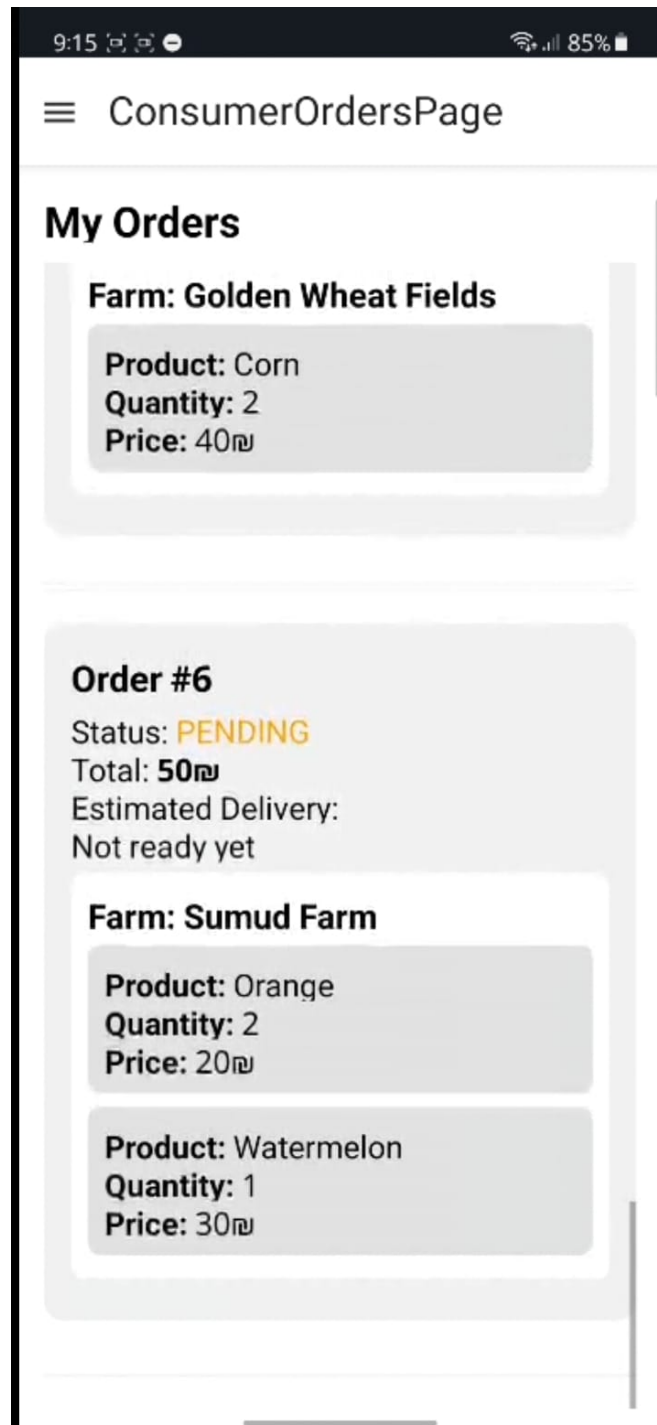 9:15 85%
ConsumerOrdersPage
My Orders
Farm: Golden Wheat Fields
Product: Corn
Quantity: 2
Price: 40₪
Order #6
Status: PENDING
Total: 50₪
Estimated Delivery:
Not ready yet
Farm: Sumud Farm
Product: Orange
Quantity: 2
Price: 20₪
Product: Watermelon
Quantity: 1
Price: 30₪